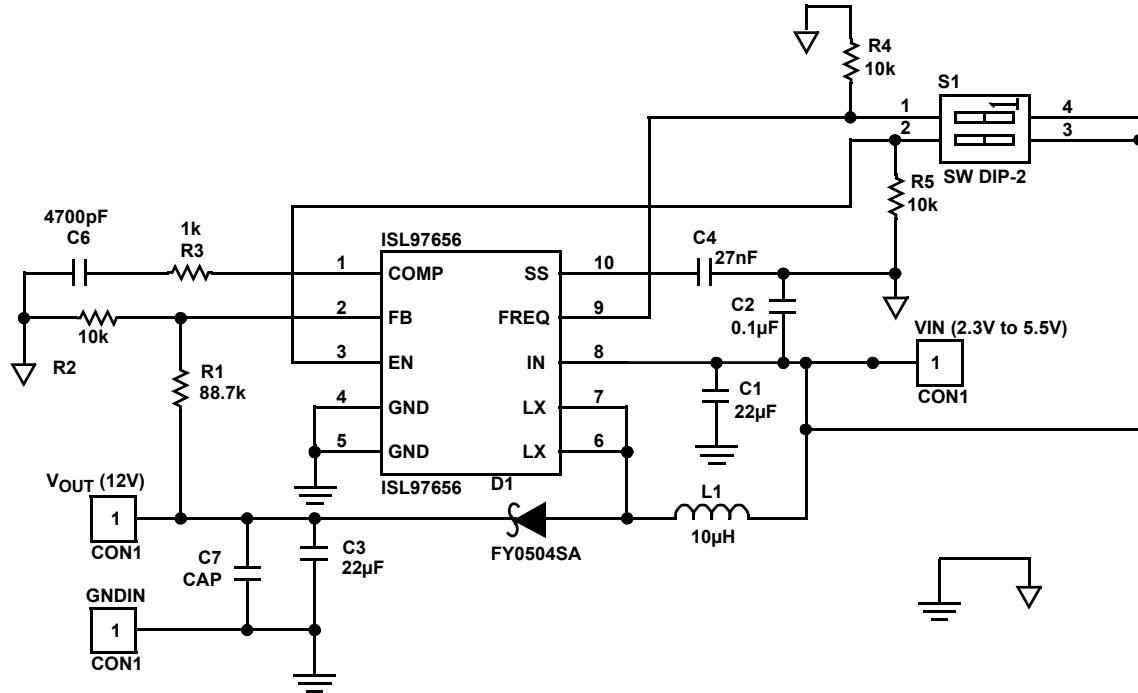 R4
10k
S1
1
4
2
3
SW DIP-2
R5
10k
4700pF
C6
1k
R3
ISL97656
C4
27nF
1
COMP
SS
10
2
FB
FREQ
9
3
EN
IN
8
4
GND
LX
7
5
GND
LX
6
ISL97656
10k
R2
R1
88.7k
C2
0.1µF
VIN (2.3V to 5.5V)
1
CON1
C1
22µF
D1
FY0504SA
L1
10µH
VOUT (12V)
1
CON1
C7
CAP
C3
22µF
GNDIN
1
CON1